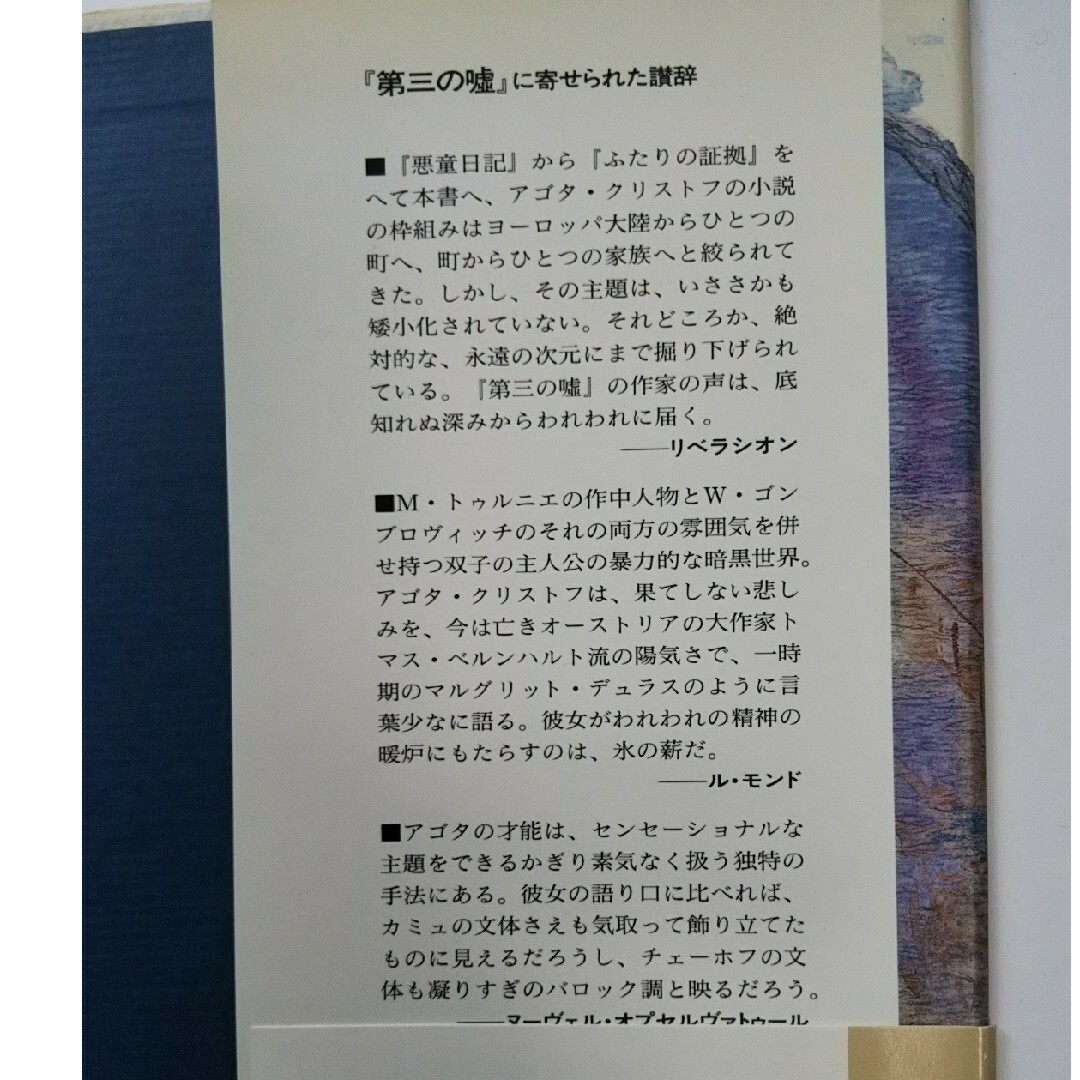 『第三の嘘』に寄せられた讃辞
■『悪童日記』から『ふたりの証拠』を
へて本書へ、アゴタ・クリストフの小説
の枠組みはヨーロッパ大陸からひとつの
町へ、町からひとつの家族へと絞られて
きた。しかし、その主題は、いささかも
矮小化されていない。それどころか、絶
対的な、永遠の次元にまで掘り下げられ
ている。『第三の嘘』の作家の声は、底
知れぬ深みからわれわれに届く。
——リベラシオン
■M・トゥルニエの作中人物とW・ゴン
ブロヴィッチのそれの両方の雰囲気を併
せ持つ双子の主人公の暴力的な暗黒世界。
アゴタ・クリストフは、果てしない悲し
みを、今は亡きオーストリアの大作家ト
マス・ベルンハルト流の陽気さで、一時
期のマルグリット・デュラスのように言
葉少なに語る。彼女がわれわれの精神の
暖炉にもたらすのは、氷の薪だ。
——ル・モンド
■アゴタの才能は、センセーショナルな
主題をできるかぎり素気なく扱う独特の
手法にある。彼女の語り口に比べれば、
カミュの文体さえも気取って飾り立てた
ものに見えるだろうし、チェーホフの文
体も凝りすぎのバロック調と映るだろう。
——ヌーヴェル・オプセルヴァトゥール